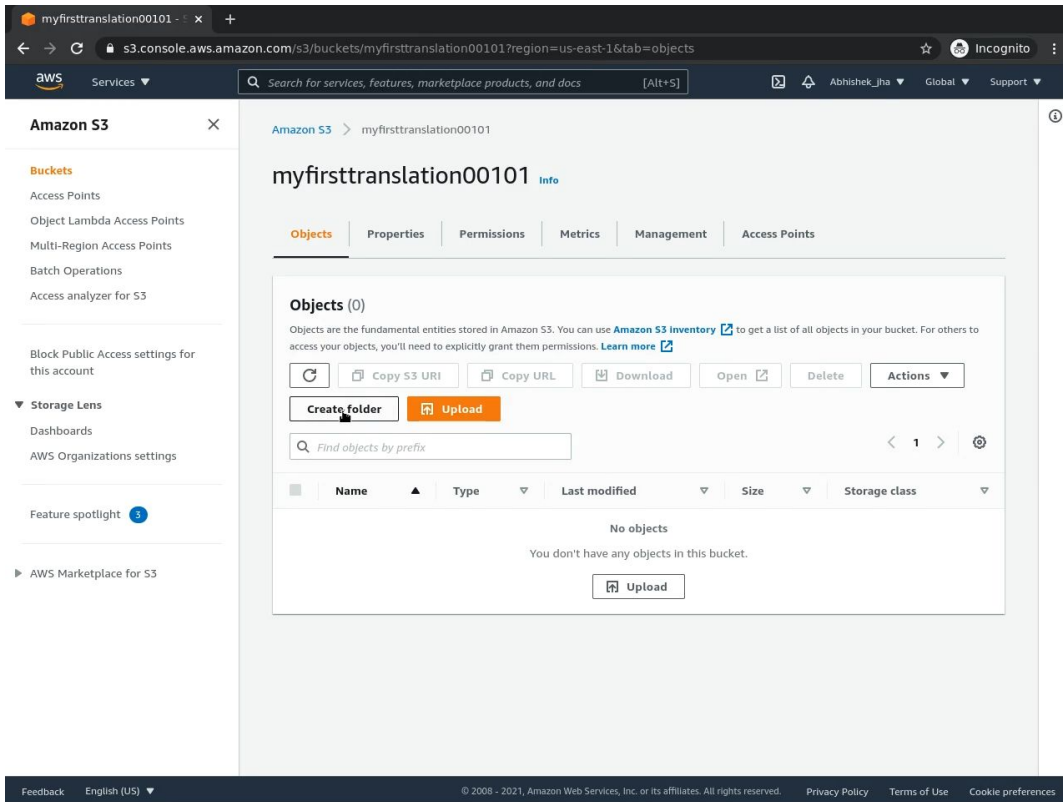 myfirsttranslation00101 - S
s3.console.aws.amazon.com/s3/buckets/myfirsttranslation00101?region=us-east-1&tab=objects
Incognito
aws
Services
Search for services, features, marketplace products, and docs
[Alt+S]
Abhishek_jha
Global
Support
Amazon S3
Buckets
Access Points
Object Lambda Access Points
Multi-Region Access Points
Batch Operations
Access analyzer for S3
Block Public Access settings for
this account
Storage Lens
Dashboards
AWS Organizations settings
Feature spotlight 3
AWS Marketplace for S3
Amazon S3 > myfirsttranslation00101
myfirsttranslation00101 Info
Objects Properties Permissions Metrics Management Access Points
Objects (0)
Objects are the fundamental entities stored in Amazon S3. You can use Amazon S3 inventory to get a list of all objects in your bucket. For others to
access your objects, you'll need to explicitly grant them permissions. Learn more
Copy S3 URI Copy URL Download Open Delete Actions
Create folder Upload
Find objects by prefix
< 1 >
Name Type Last modified Size Storage class
No objects
You don't have any objects in this bucket.
Upload
Feedback English (US) © 2008 - 2021, Amazon Web Services, Inc. or its affiliates. All rights reserved. Privacy Policy Terms of Use Cookie preferences